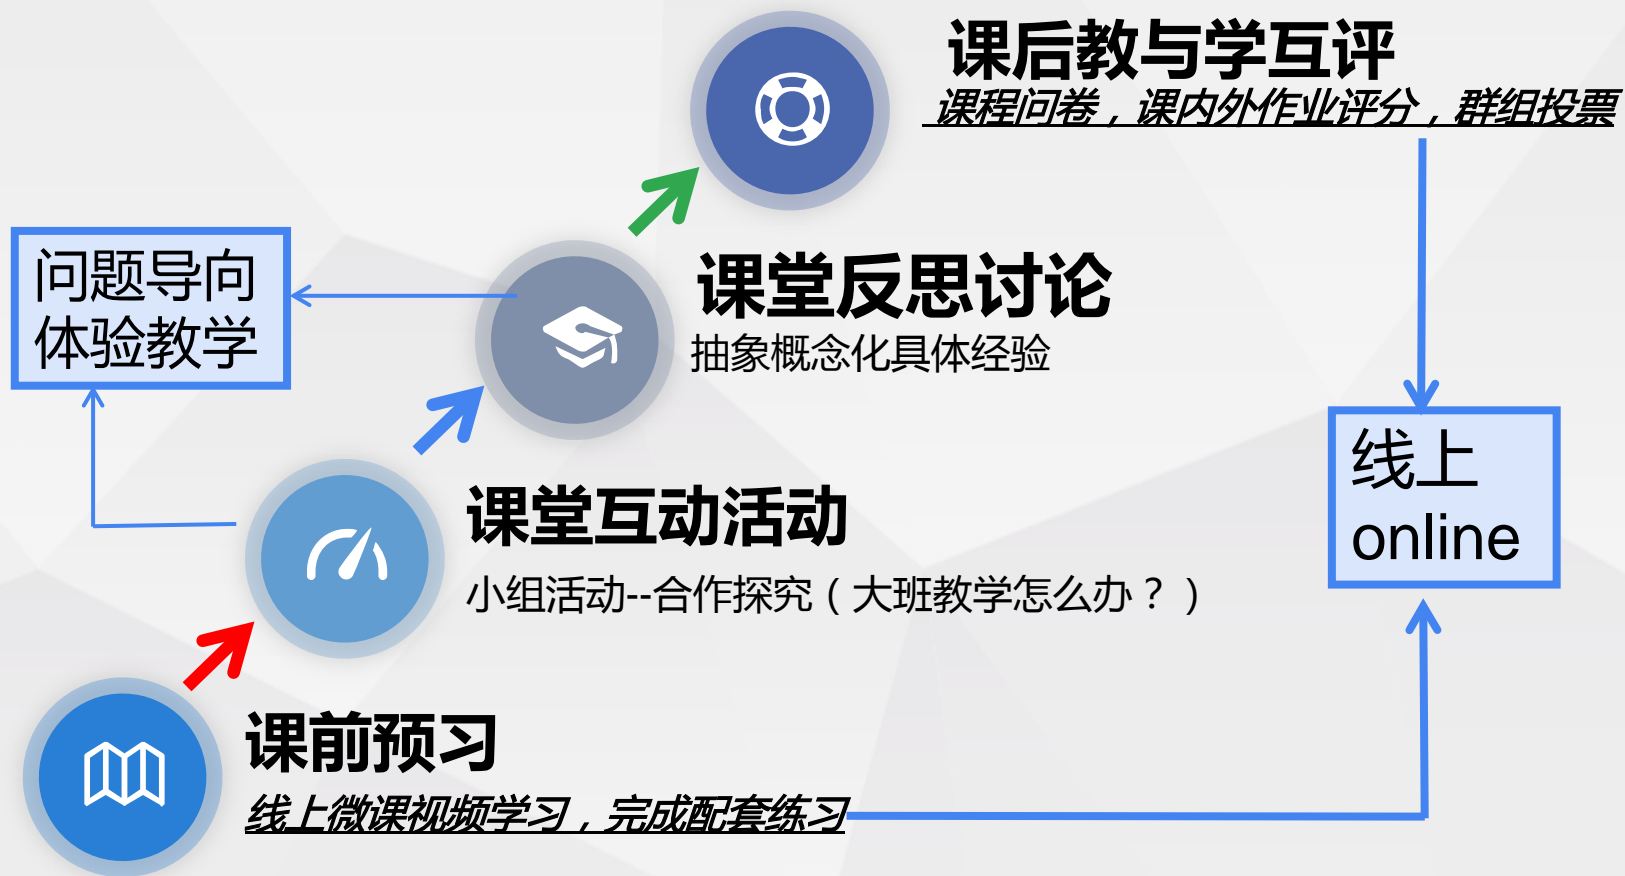 课后教与学互评
课程问卷，课内外作业评分，群组投票
问题导向
体验教学
课堂反思讨论
抽象概念化具体经验
线上
online
课堂互动活动
小组活动--合作探究（大班教学怎么办？）
课前预习
线上微课视频学习，完成配套练习